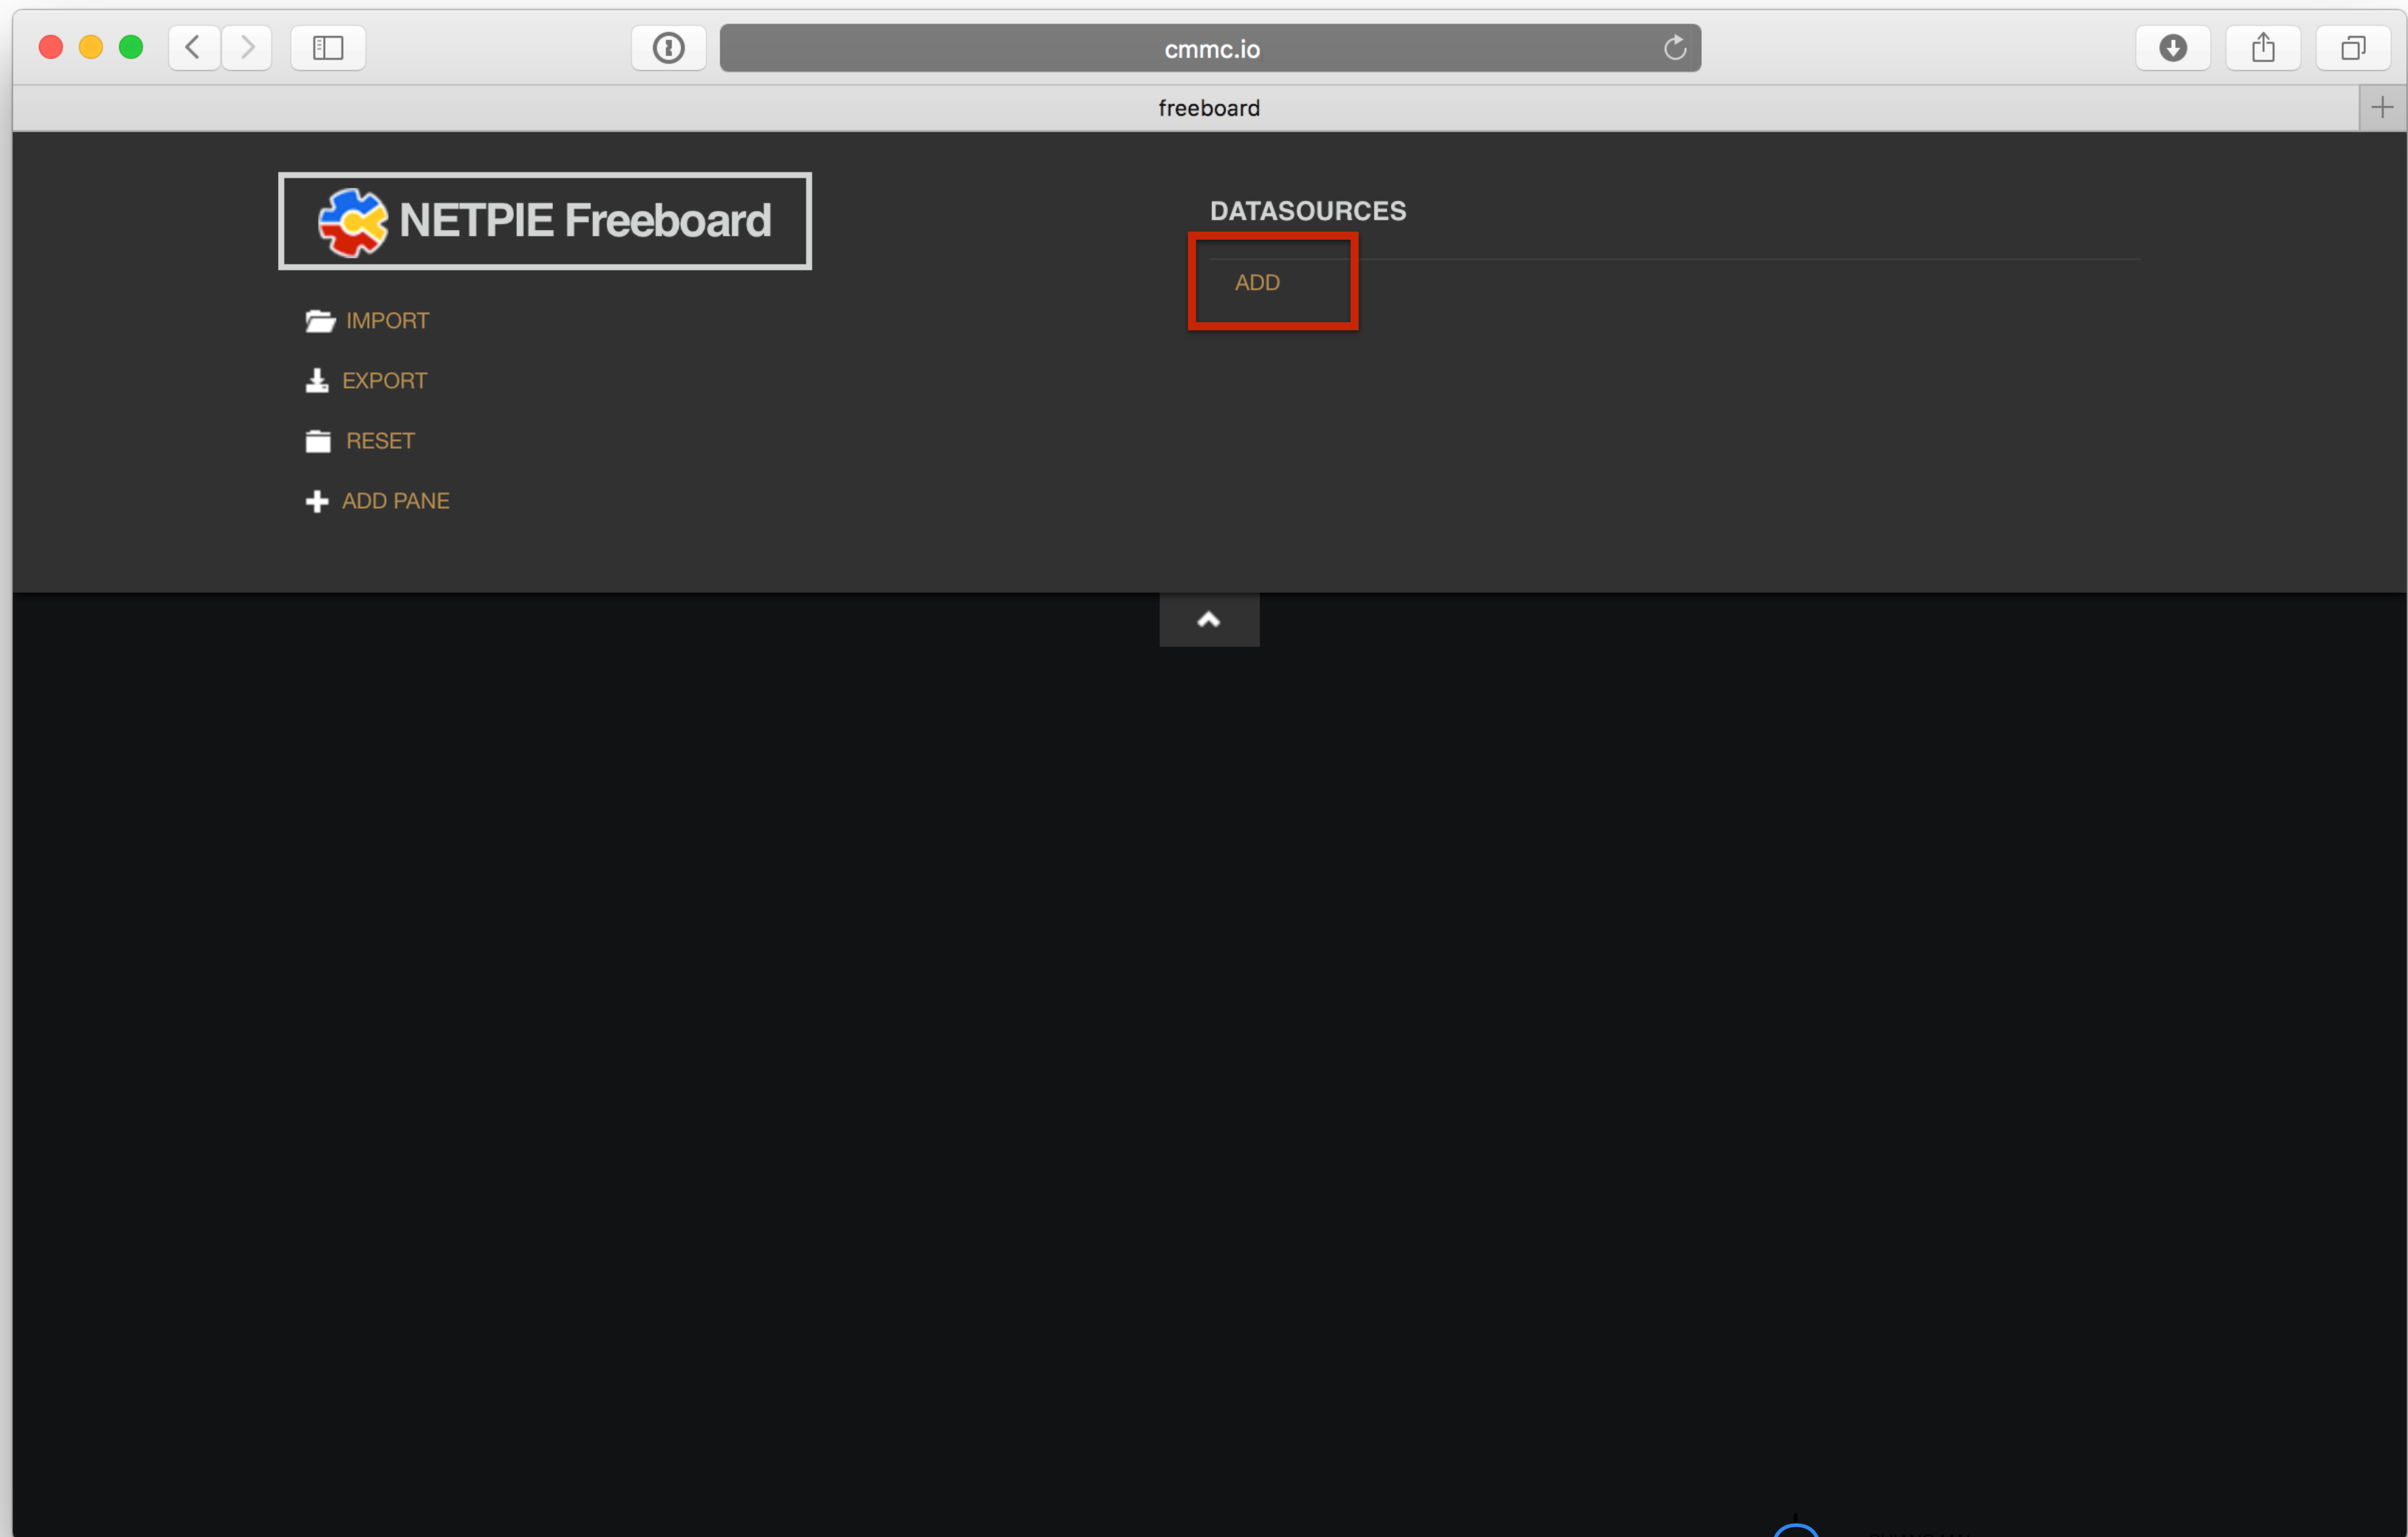 cmmc.io
freeboard
NETPIE Freeboard
IMPORT
EXPORT
RESET
ADD PANE
DATASOURCES
ADD